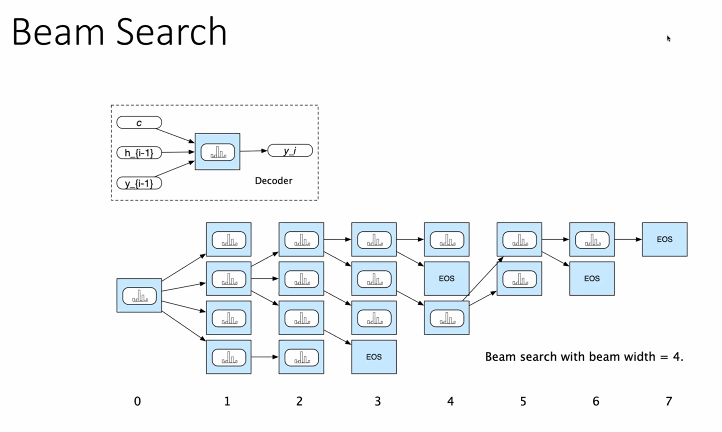 Beam Search
c
h_{i-1}
y_i
y_{i-1}
Decoder
EOS
EOS
EOS
EOS
Beam search with beam width = 4.
0 1 2 3 4 5 6 7